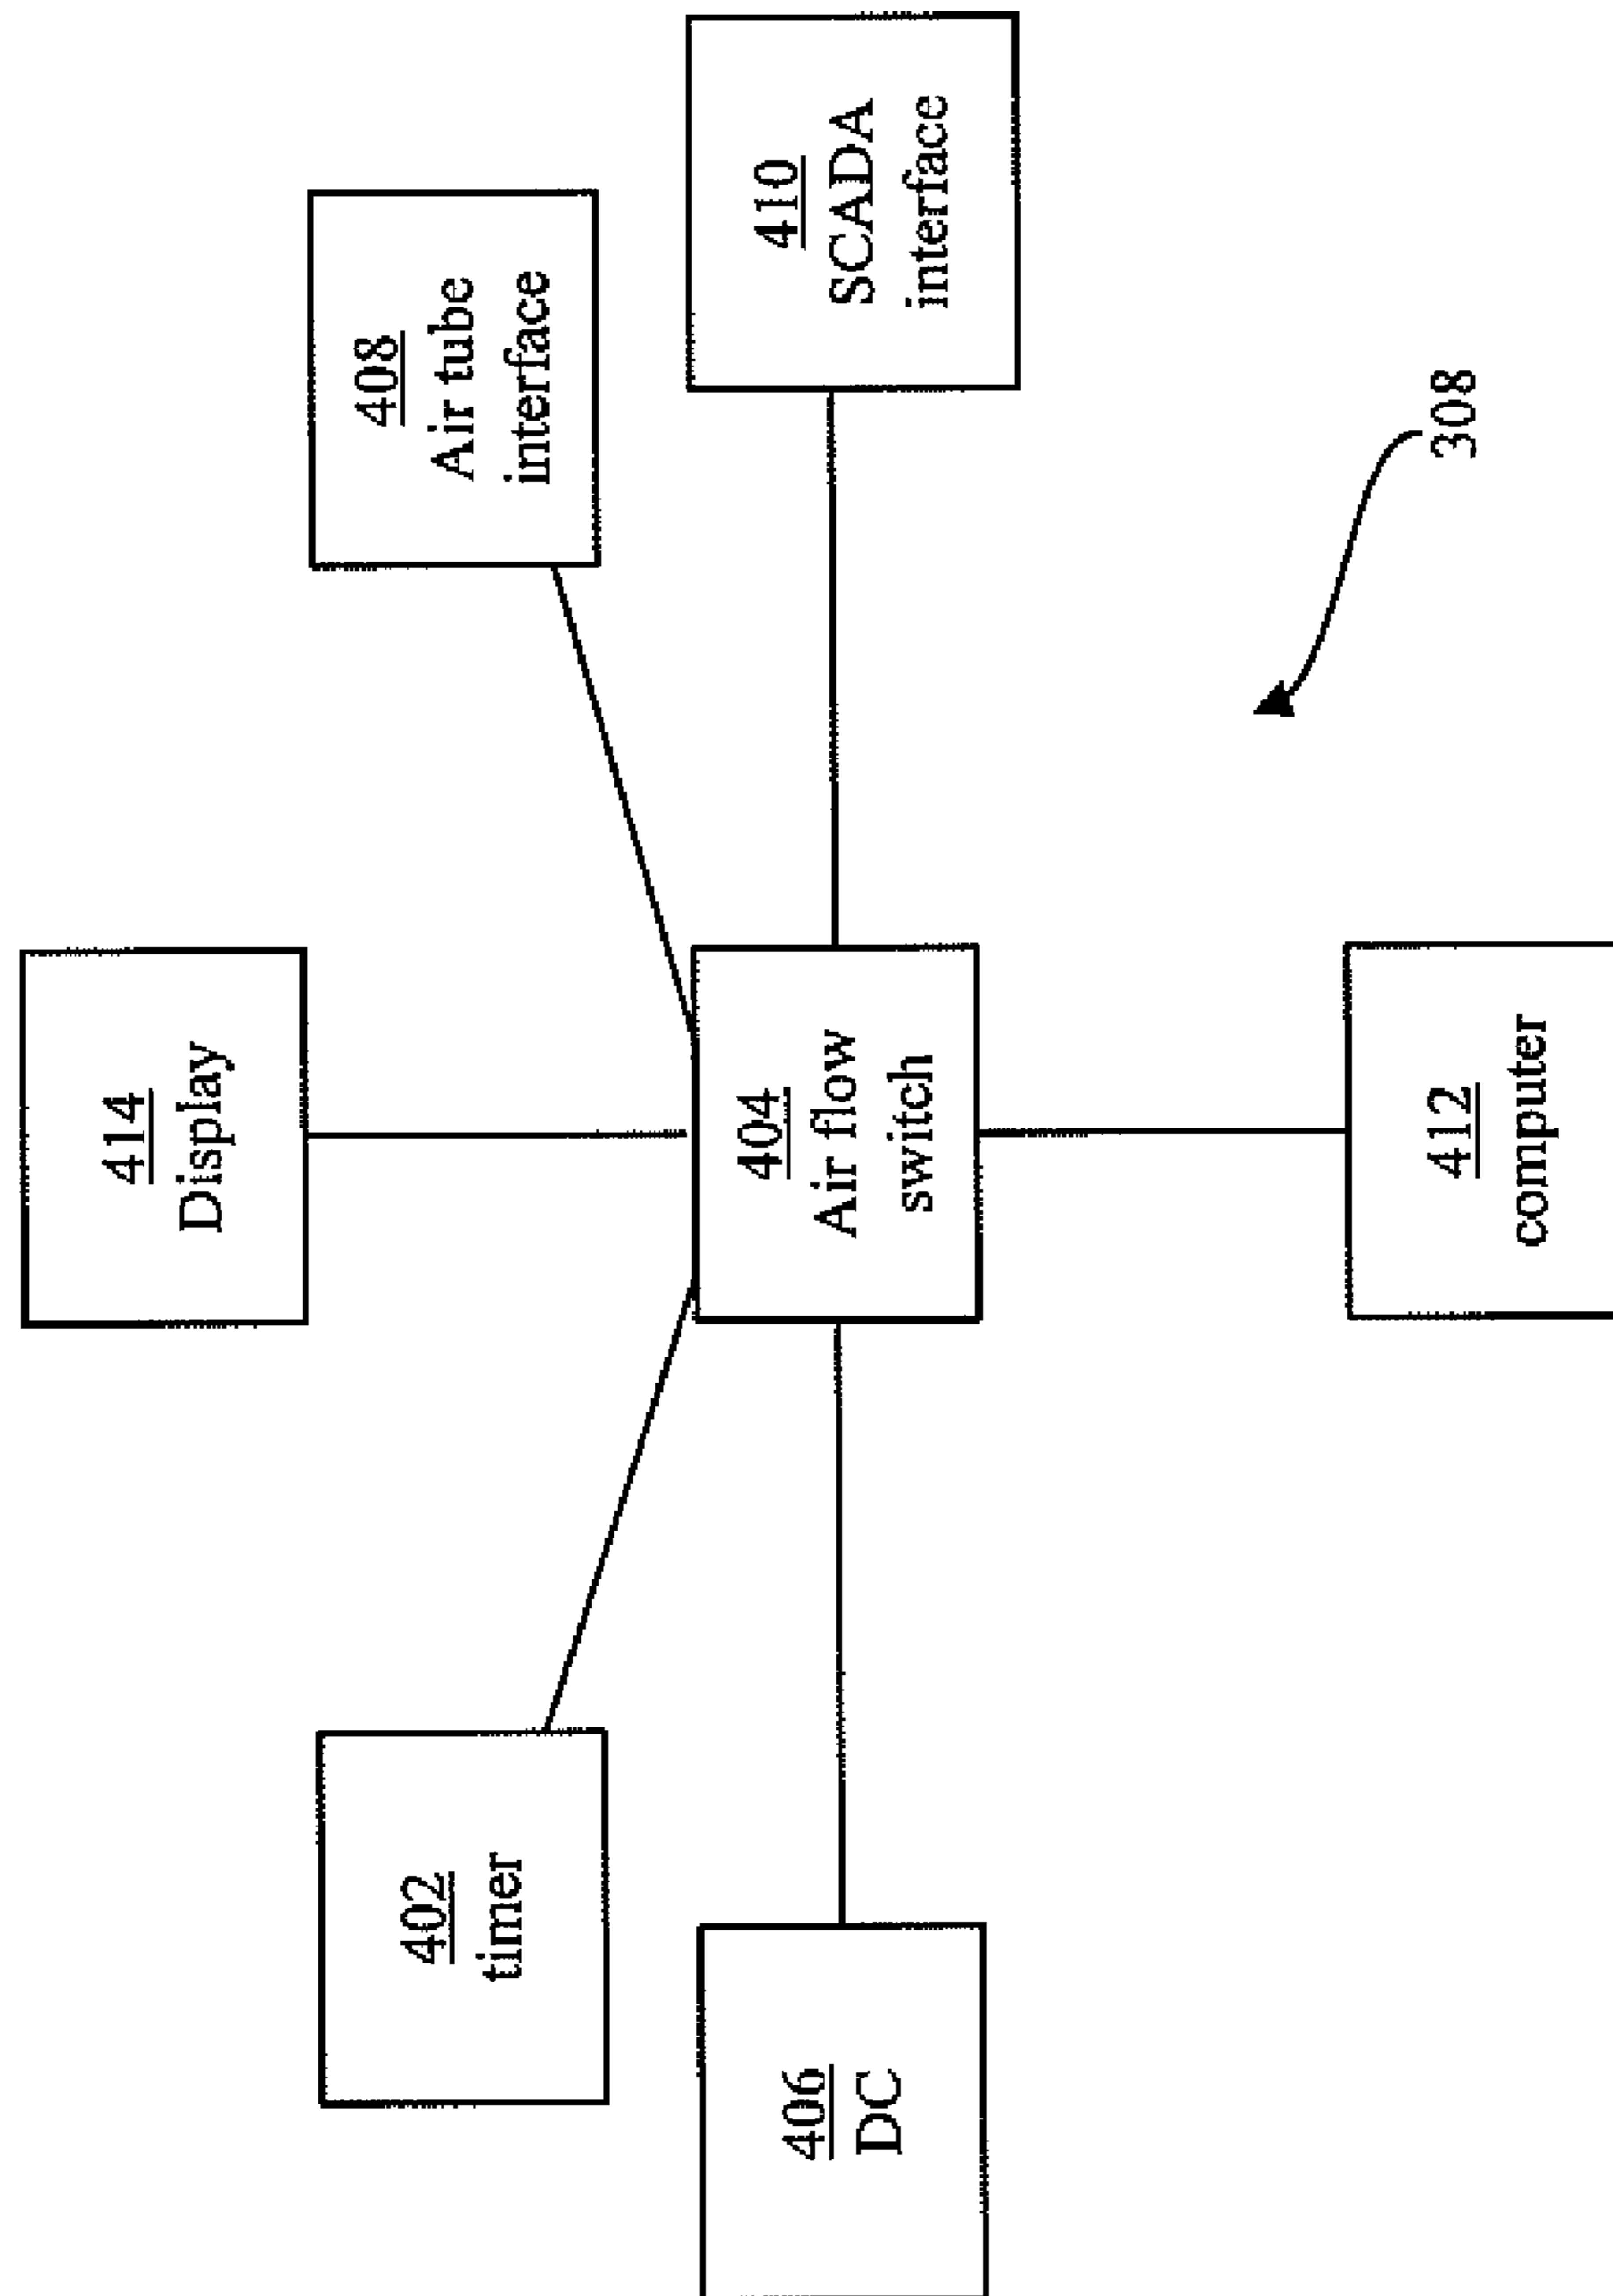 414
Display
402
timer
408
Air tube
interface
406
DC
404
Air flow
switch
410
SCADA
interface
412
computer
308